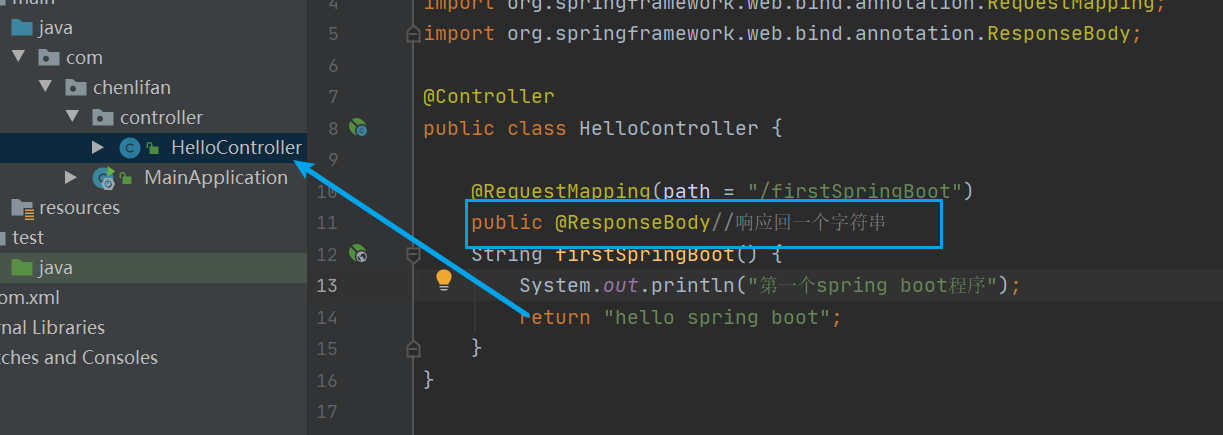 main
java
com
chenlifan
controller
HelloController
MainApplication
resources
test
java
om.xml
nal Libraries
tches and Consoles
4 import org.springframework.web.bind.annotation.RequestMapping;
5 import org.springframework.web.bind.annotation.ResponseBody;
6
7 @Controller
8 public class HelloController {
9
10 @RequestMapping(path = "/firstSpringBoot")
11 public @ResponseBody//响应回一个字符串
12 String firstSpringBoot() {
13 System.out.println("第一个spring boot程序");
14 return "hello spring boot";
15 }
16 }
17